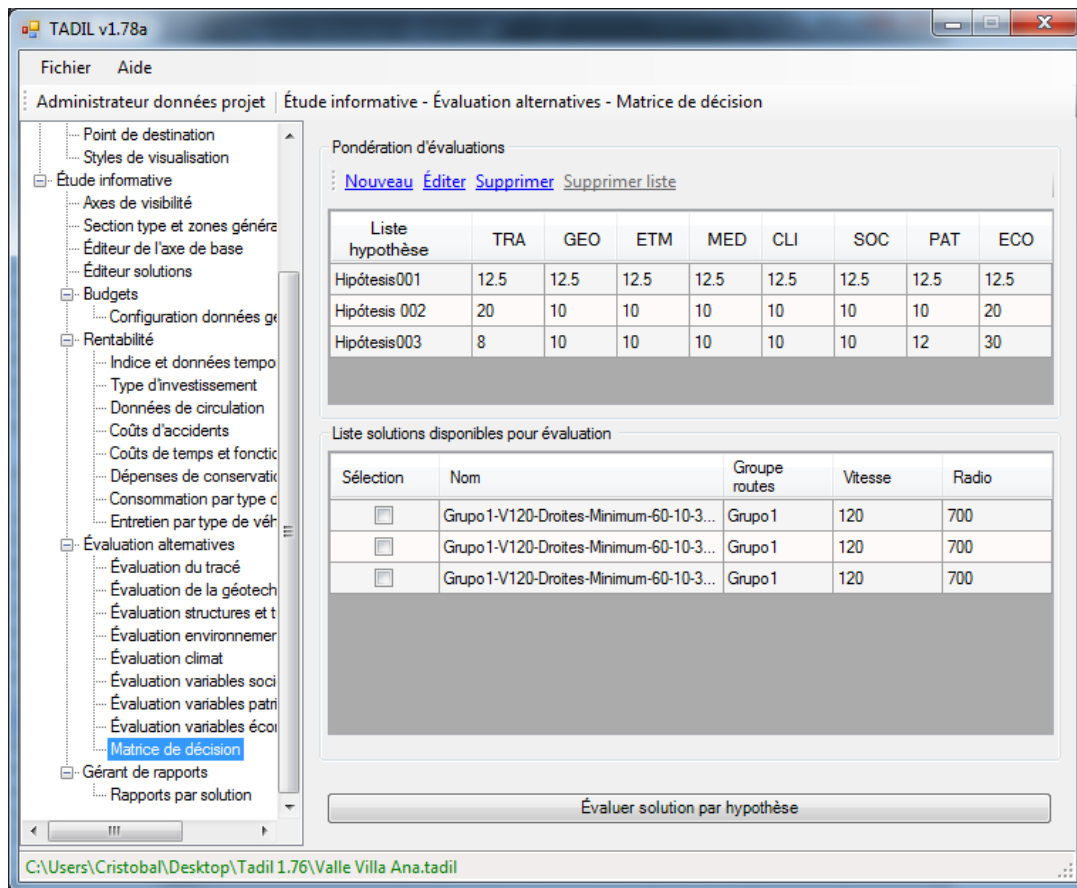 TADIL v1.78a
Fichier Aide
Administrateur données projet Étude informative - Évaluation alternatives - Matrice de décision
Point de destination
Styles de visualisation
Étude informative
Axes de visibilité
Section type et zones généra
Éditeur de l'axe de base
Éditeur solutions
Budgets
Configuration données ge
Rentabilité
Indice et données tempo
Type d'investissement
Données de circulation
Coûts d'accidents
Coûts de temps et fonctic
Dépenses de conservatic
Consommation par type d
Entretien par type de véh
Évaluation alternatives
Évaluation du tracé
Évaluation de la géotech
Évaluation structures et t
Évaluation environnemer
Évaluation climat
Évaluation variables soci
Évaluation variables patri
Évaluation variables écor
Matrice de décision
Gérant de rapports
Rapports par solution
Pondération d'évaluations
Nouveau Éditer Supprimer Supprimer liste
Liste hypothèse TRA GEO ETM MED CLI SOC PAT ECO
Hipótesis001 12.5 12.5 12.5 12.5 12.5 12.5 12.5 12.5
Hipótesis 002 20 10 10 10 10 10 10 20
Hipótesis003 8 10 10 10 10 10 12 30
Liste solutions disponibles pour évaluation
Sélection Nom Groupe routes Vitesse Radio
Grupo1-V120-Droites-Minimum-60-10-3... Grupo1 120 700
Grupo1-V120-Droites-Minimum-60-10-3... Grupo1 120 700
Grupo1-V120-Droites-Minimum-60-10-3... Grupo1 120 700
Évaluer solution par hypothèse
C:\Users\Cristobal\Desktop\Tadil 1.76\Valle Villa Ana.tadil